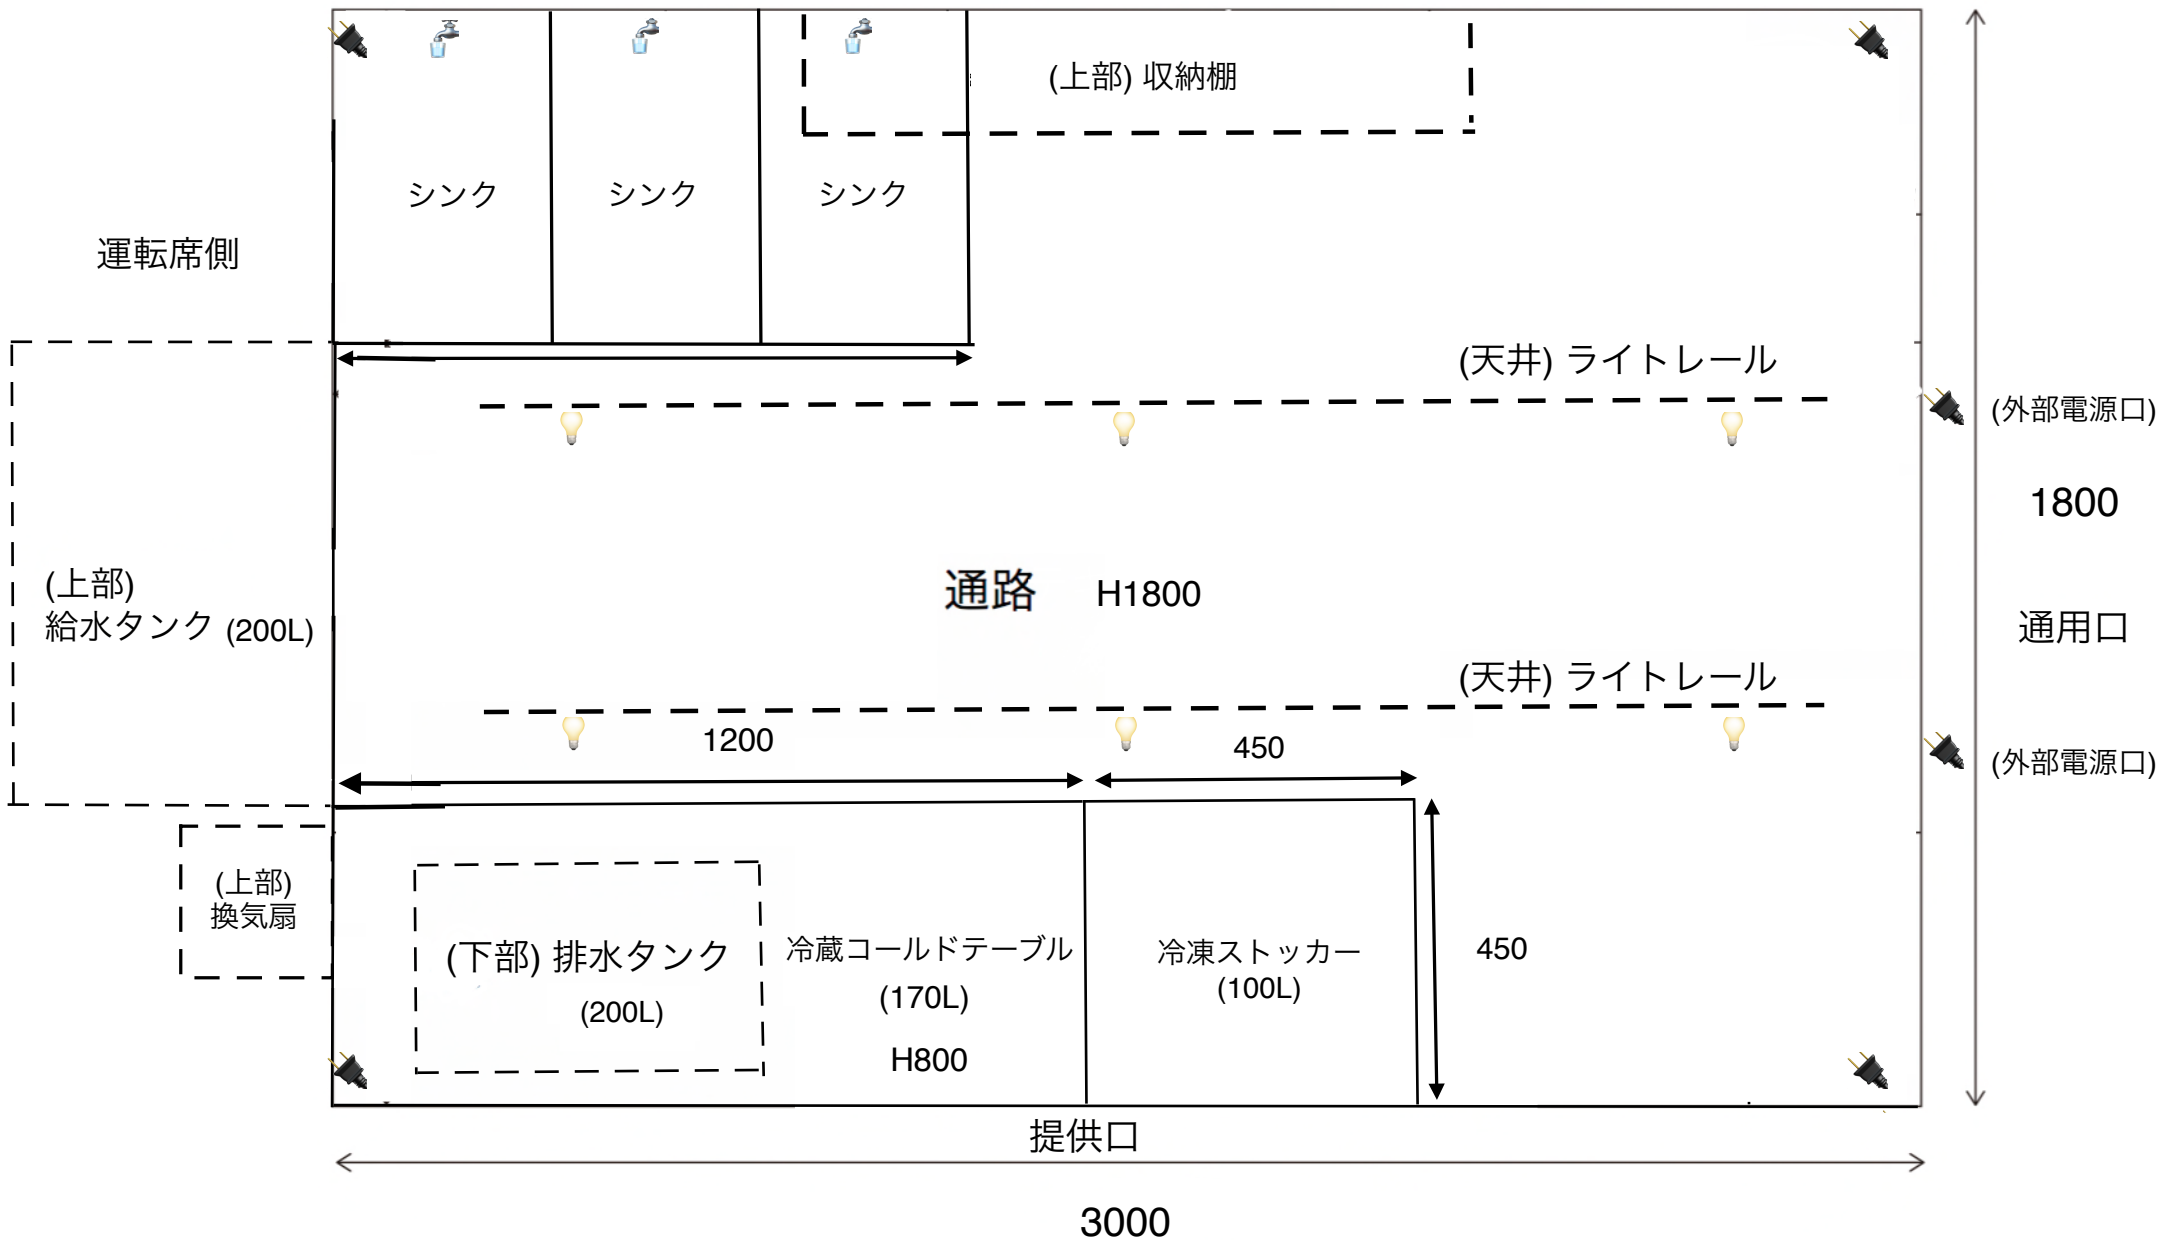 (上部) 収納棚
シンク
シンク
シンク
運転席側
(天井) ライトレール
(外部電源口)
1800
(上部)
給水タンク (200L)
通路 H1800
通用口
(天井) ライトレール
1200
450
(外部電源口)
(上部)
換気扇
(下部) 排水タンク
(200L)
冷蔵コールドテーブル
(170L)
H800
冷凍ストッカー
(100L)
450
提供口
3000